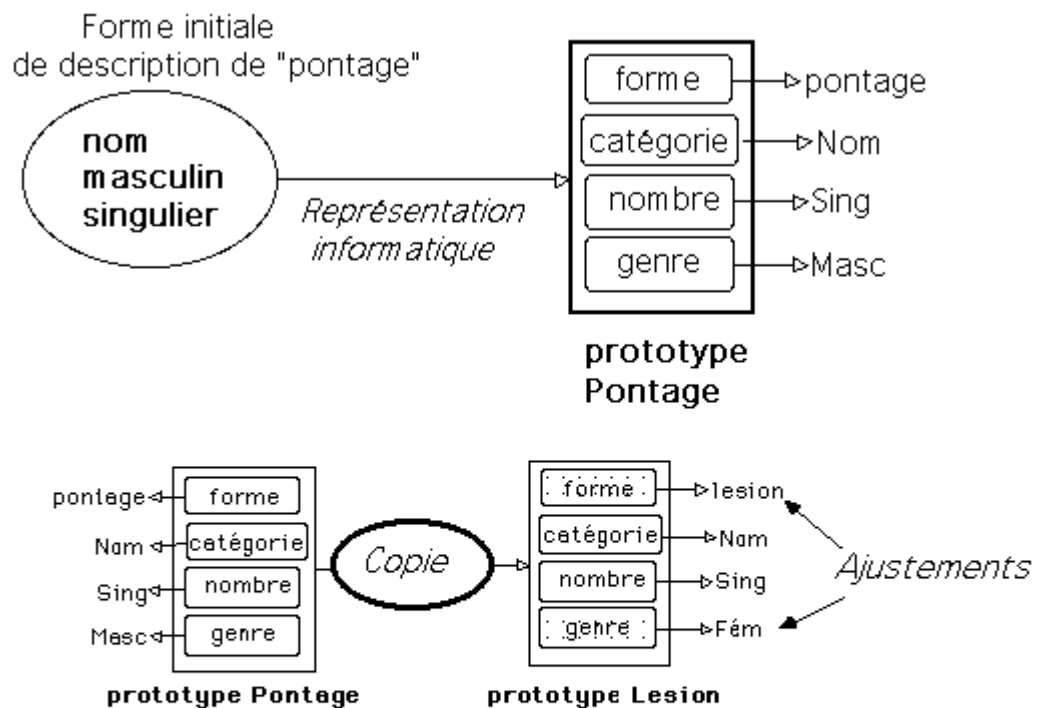 Forme initiale
de description de "pontage"
nom
masculin
singulier
Représentation
informatique
forme
pontage
catégorie
Nom
nombre
Sing
genre
Masc
prototype
Pontage
pontage
forme
Nom
catégorie
Sing
nombre
Masc
genre
prototype Pontage
Copie
forme
lesion
catégorie
Nom
nombre
Sing
genre
Fém
prototype Lesion
Ajustements